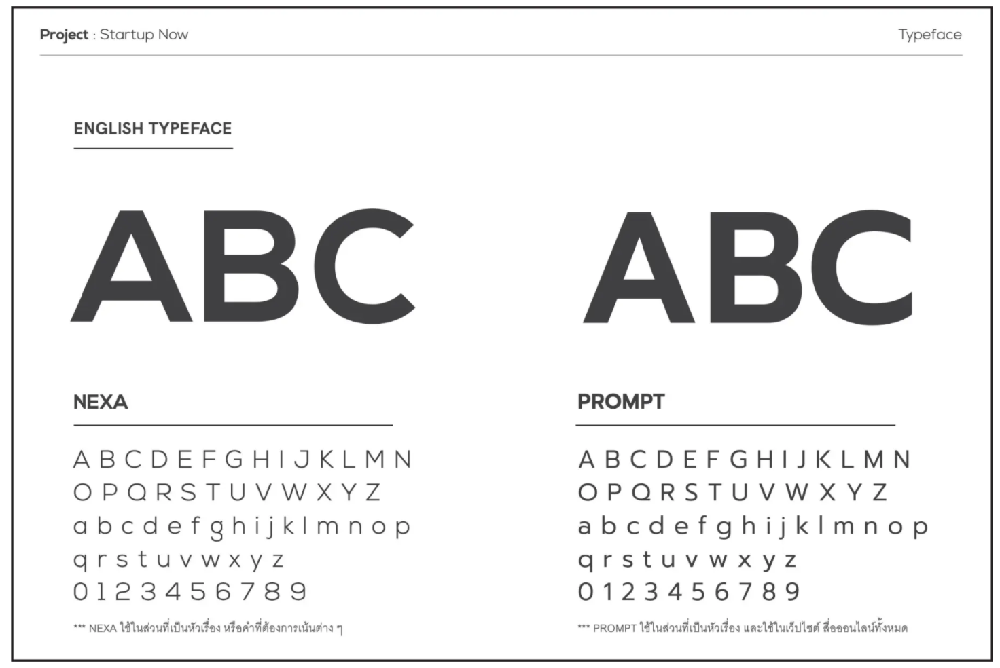 Project : Startup Now
Typeface
ENGLISH TYPEFACE
ABC
ABC
NEXA
A B C D E F G H I J K L M N
O P Q R S T U V W X Y Z
a b c d e f g h i j k l m n o p
q r s t u v w x y z
0 1 2 3 4 5 6 7 8 9
*** NEXA ใช้ในส่วนที่เป็นหัวเรื่อง หรือคำที่ต้องการเน้นต่าง ๆ
PROMPT
A B C D E F G H I J K L M N
O P Q R S T U V W X Y Z
a b c d e f g h i j k l m n o p
q r s t u v w x y z
0 1 2 3 4 5 6 7 8 9
*** PROMPT ใช้ในส่วนที่เป็นหัวเรื่อง และใช้ในเว็ปไซต์ สื่อออนไลน์ทั้งหมด